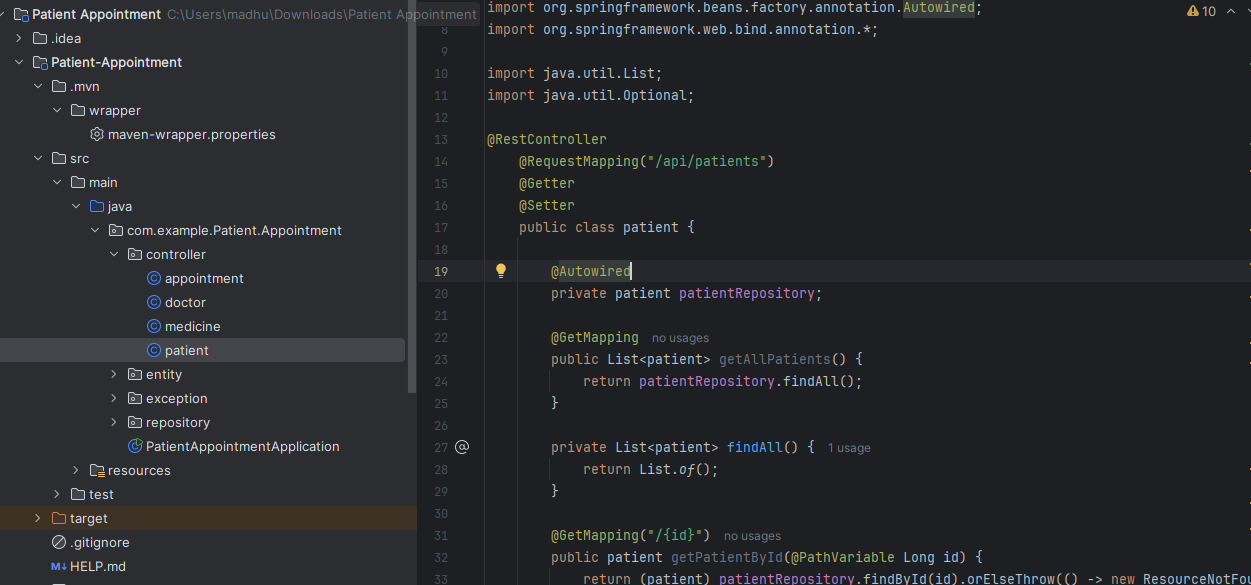 Patient Appointment C:\Users\madhu\Downloads\Patient Appointment
.idea
Patient-Appointment
.mvn
wrapper
maven-wrapper.properties
src
main
java
com.example.Patient.Appointment
controller
appointment
doctor
medicine
patient
entity
exception
repository
PatientAppointmentApplication
resources
test
target
.gitignore
M↓ HELP.md
import org.springframework.beans.factory.annotation.Autowired;
10
8 import org.springframework.web.bind.annotation.*;
9
10 import java.util.List;
11 import java.util.Optional;
12
13 @RestController
14 @RequestMapping("/api/patients")
15 @Getter
16 @Setter
17 public class patient {
18
19 @Autowired
20 private patient patientRepository;
21
22 @GetMapping no usages
23 public List<patient> getAllPatients() {
24 return patientRepository.findAll();
25 }
26
27 @ private List<patient> findAll() { 1 usage
28 return List.of();
29 }
30
31 @GetMapping("/{id}") no usages
32 public patient getPatientById(@PathVariable Long id) {
33 return (patient) patientRepository.findById(id).orElseThrow(() -> new ResourceNotFou